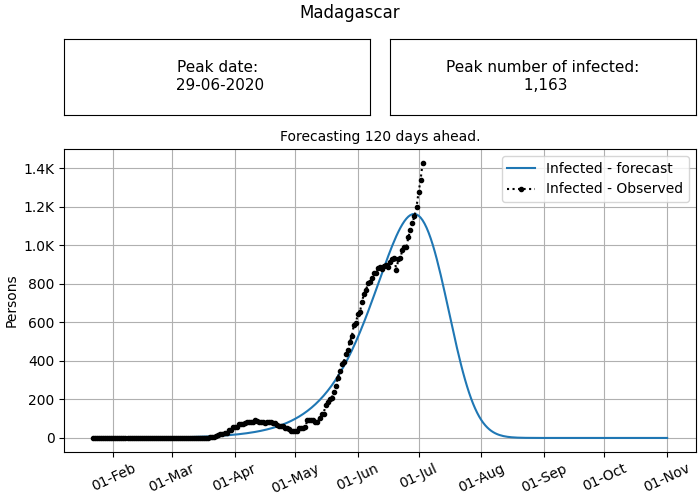 Madagascar
Peak date:
29-06-2020
Peak number of infected:
1,163
Forecasting 120 days ahead.
Infected - forecast
Infected - Observed
Persons
1.4K
1.2K
1.0K
800
600
400
200
0
01-Feb
01-Mar
01-Apr
01-May
01-Jun
01-Jul
01-Aug
01-Sep
01-Oct
01-Nov